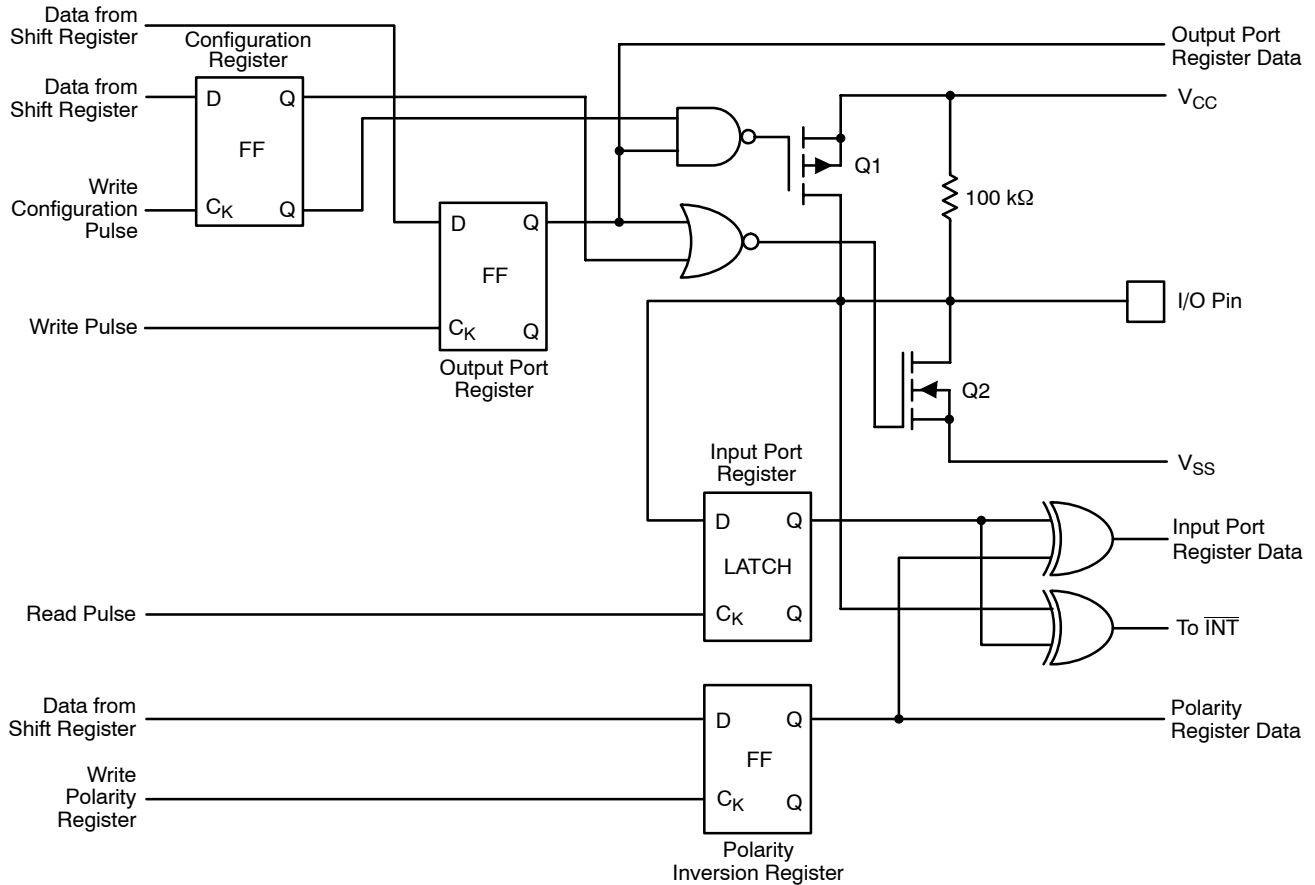 Data from
Shift Register
Configuration
Register
Data from
Shift Register
D
Q
FF
Write
Configuration
Pulse
CK
Q
Output Port
Register Data
VCC
Q1
100 kΩ
D
Q
FF
Write Pulse
CK
Q
Output Port
Register
I/O Pin
Q2
VSS
Input Port
Register
D
Q
LATCH
Read Pulse
CK
Q
Input Port
Register Data
To INT
Data from
Shift Register
D
Q
FF
Write
Polarity
Register
CK
Q
Polarity
Register Data
Polarity
Inversion Register